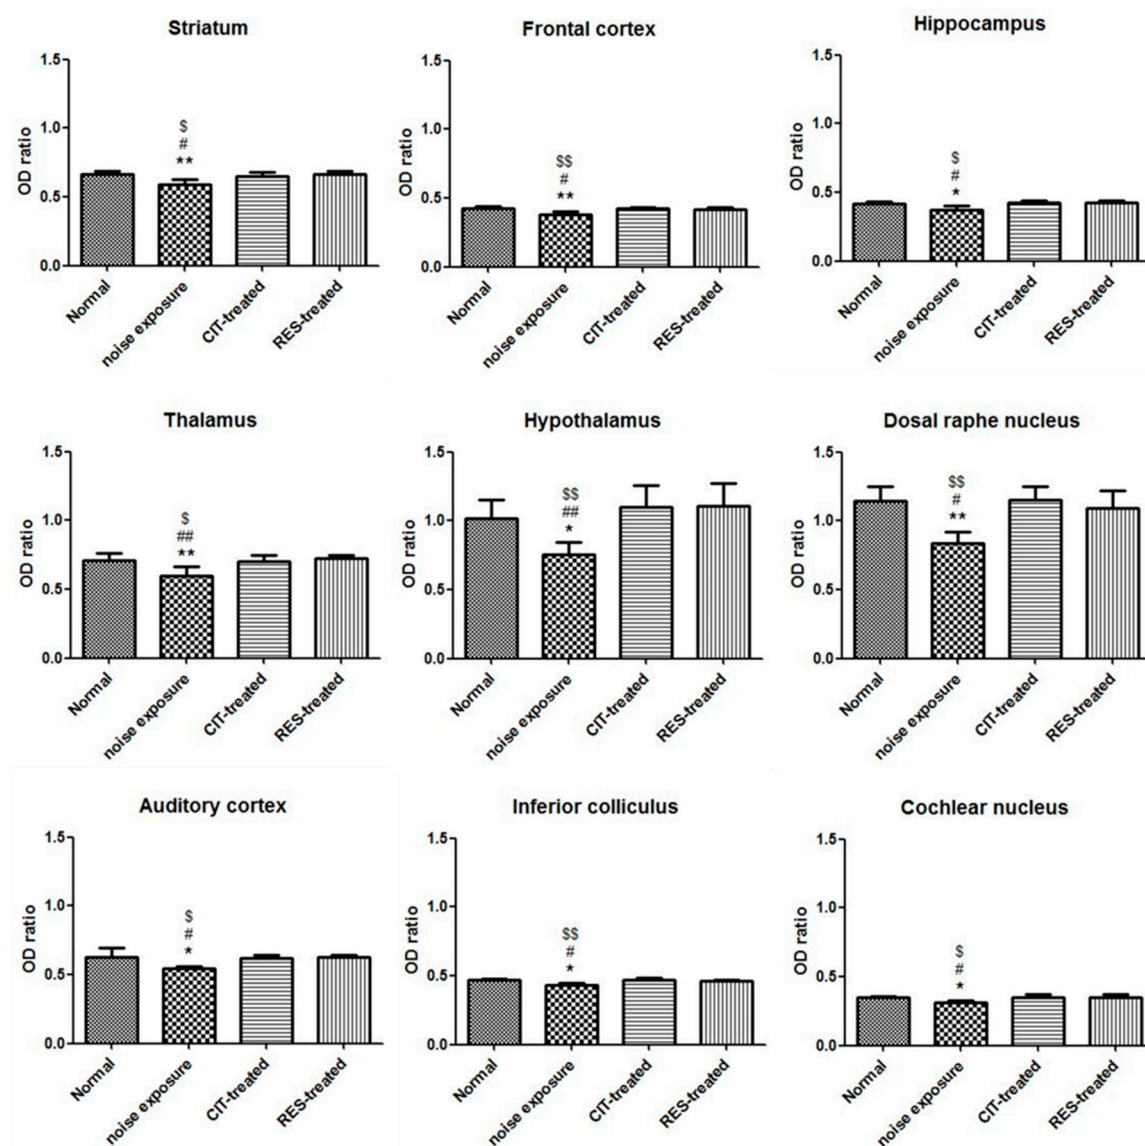 Striatum
OD ratio
1.5
1.0
0.5
0.0
$
#
**
Normal
noise exposure
CIT-treated
RES-treated
Frontal cortex
OD ratio
1.5
1.0
0.5
0.0
$$
#
**
Normal
noise exposure
CIT-treated
RES-treated
Hippocampus
OD ratio
1.5
1.0
0.5
0.0
$
#
*
Normal
noise exposure
CIT-treated
RES-treated
Thalamus
OD ratio
1.5
1.0
0.5
0.0
$
##
**
Normal
noise exposure
CIT-treated
RES-treated
Hypothalamus
OD ratio
1.5
1.0
0.5
0.0
$$
##
*
Normal
noise exposure
CIT-treated
RES-treated
Dosal raphe nucleus
OD ratio
1.5
1.0
0.5
0.0
$$
#
**
Normal
noise exposure
CIT-treated
RES-treated
Auditory cortex
OD ratio
1.5
1.0
0.5
0.0
$
#
*
Normal
noise exposure
CIT-treated
RES-treated
Inferior colliculus
OD ratio
1.5
1.0
0.5
0.0
$$
#
*
Normal
noise exposure
CIT-treated
RES-treated
Cochlear nucleus
OD ratio
1.5
1.0
0.5
0.0
$
#
*
Normal
noise exposure
CIT-treated
RES-treated